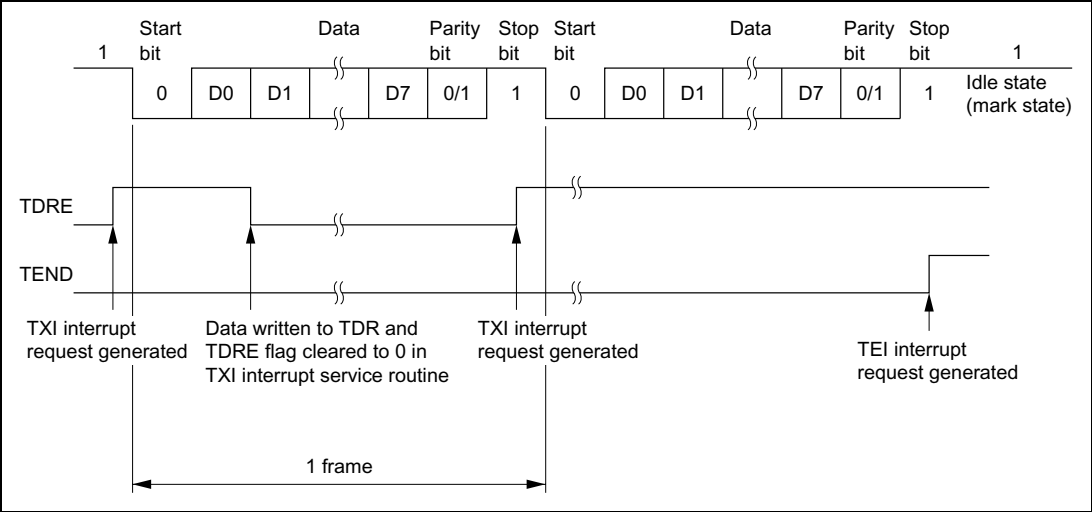 Start bit
Data
Parity bit
Stop bit
Start bit
Data
Parity bit
Stop bit
1
1
0
D0
D1
D7
0/1
1
0
D0
D1
D7
0/1
1
Idle state
(mark state)
TDRE
TEND
TXI interrupt
request generated
Data written to TDR and
TDRE flag cleared to 0 in
TXI interrupt service routine
TXI interrupt
request generated
TEI interrupt
request generated
1 frame